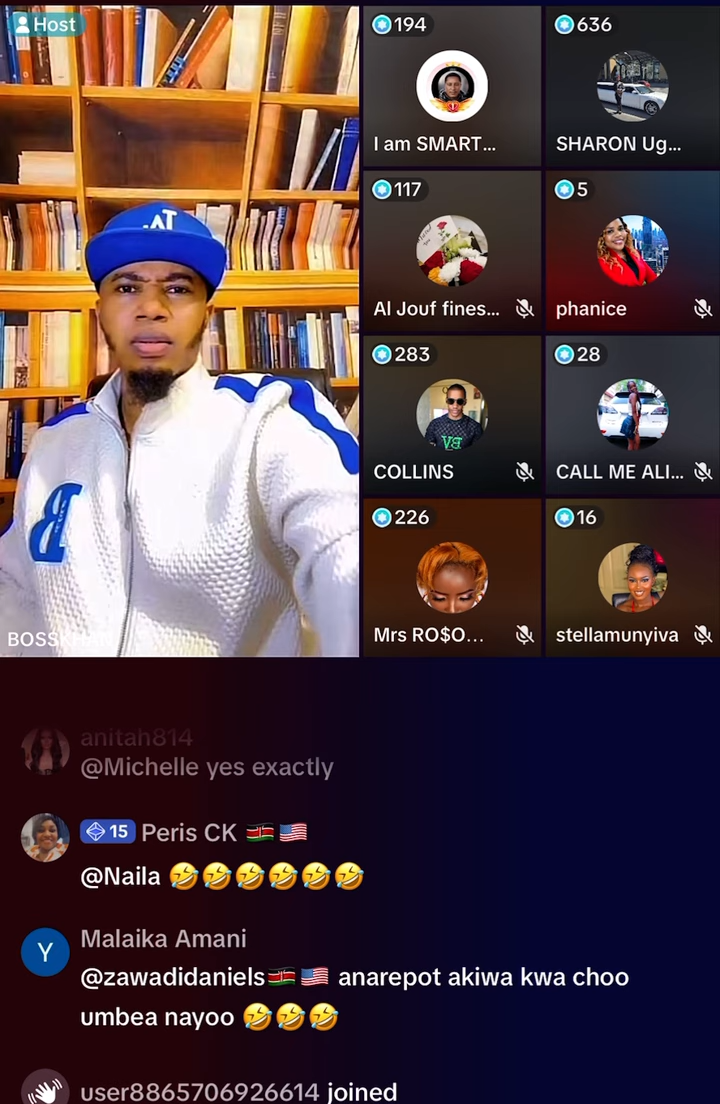 Host
194
I am SMART...
636
SHARON Ug...
117
Al Jouf fines...
5
phanice
283
COLLINS
28
CALL ME ALI...
226
Mrs RO$O...
16
stellamunyiva
.AT
B
BOSS
anitah814
@Michelle yes exactly
15 Peris CK 🇰🇪 🇺🇸
@Naila 🤣🤣🤣🤣🤣🤣
Y
Malaika Amani
@zawadidaniels🇰🇪🇺🇸 anarepot akiwa kwa choo
umbea nayoo 🤣🤣🤣
user8865706926614 joined